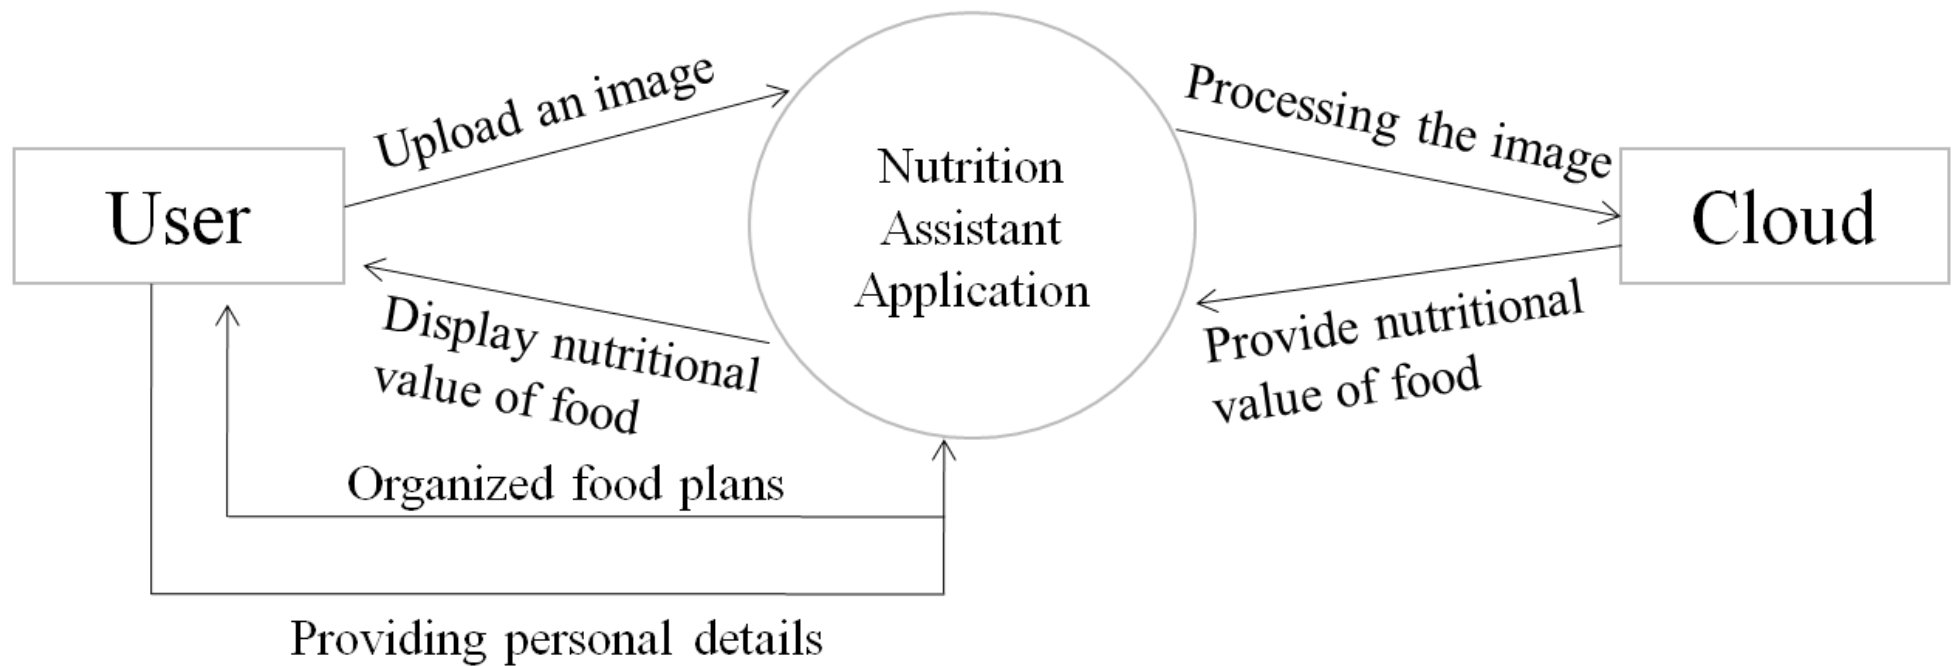 Upload an image
Processing the image
User
Nutrition
Assistant
Application
Cloud
Display nutritional
value of food
Provide nutritional
value of food
Organized food plans
Providing personal details